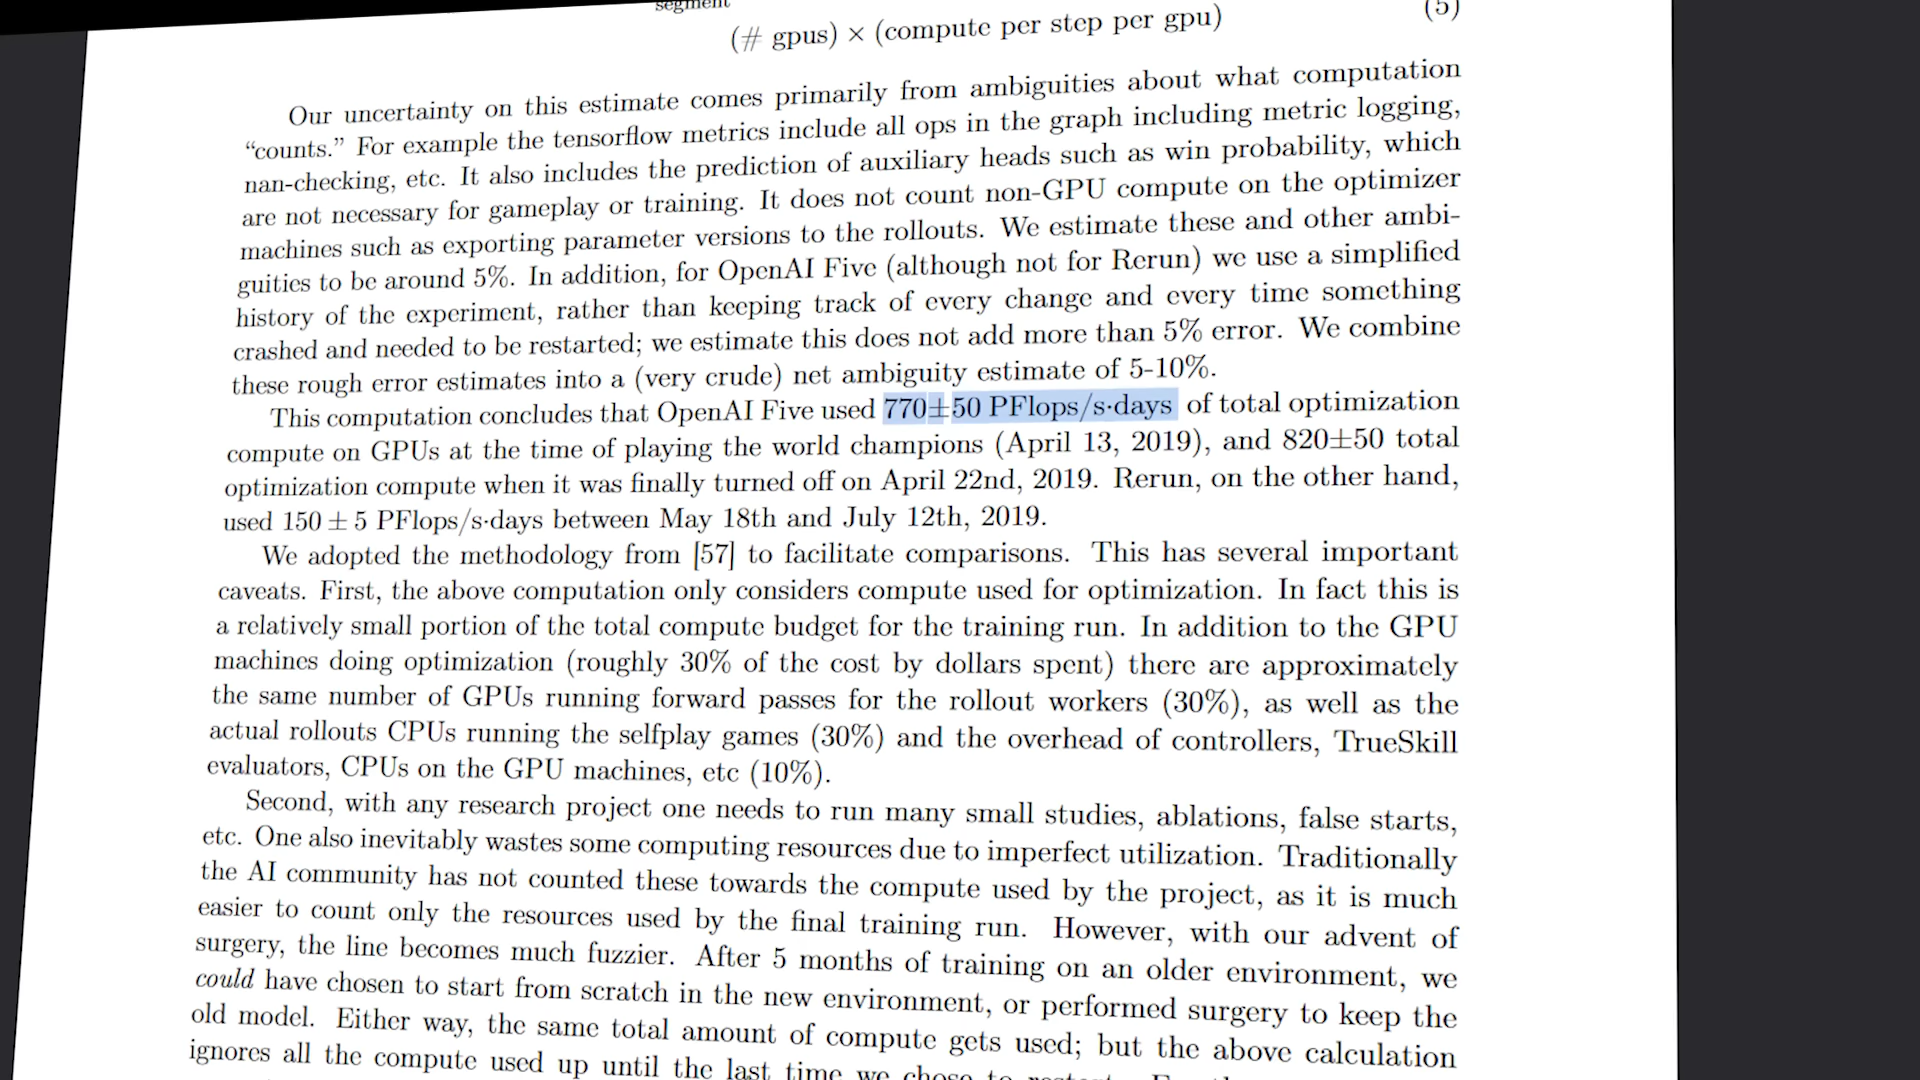 segment
(# gpus) × (compute per step per gpu)
(5)
Our uncertainty on this estimate comes primarily from ambiguities about what computation
“counts.” For example the tensorflow metrics include all ops in the graph including metric logging,
nan-checking, etc. It also includes the prediction of auxiliary heads such as win probability, which
are not necessary for gameplay or training. It does not count non-GPU compute on the optimizer
machines such as exporting parameter versions to the rollouts. We estimate these and other ambi-
guities to be around 5%. In addition, for OpenAI Five (although not for Rerun) we use a simplified
history of the experiment, rather than keeping track of every change and every time something
crashed and needed to be restarted; we estimate this does not add more than 5% error. We combine
these rough error estimates into a (very crude) net ambiguity estimate of 5-10%.
This computation concludes that OpenAI Five used 770±50 PFlops/s·days of total optimization
compute on GPUs at the time of playing the world champions (April 13, 2019), and 820±50 total
optimization compute when it was finally turned off on April 22nd, 2019. Rerun, on the other hand,
used 150 ± 5 PFlops/s·days between May 18th and July 12th, 2019.
We adopted the methodology from [57] to facilitate comparisons. This has several important
caveats. First, the above computation only considers compute used for optimization. In fact this is
a relatively small portion of the total compute budget for the training run. In addition to the GPU
machines doing optimization (roughly 30% of the cost by dollars spent) there are approximately
the same number of GPUs running forward passes for the rollout workers (30%), as well as the
actual rollouts CPUs running the selfplay games (30%) and the overhead of controllers, TrueSkill
evaluators, CPUs on the GPU machines, etc (10%).
Second, with any research project one needs to run many small studies, ablations, false starts,
etc. One also inevitably wastes some computing resources due to imperfect utilization. Traditionally
the AI community has not counted these towards the compute used by the project, as it is much
easier to count only the resources used by the final training run. However, with our advent of
surgery, the line becomes much fuzzier. After 5 months of training on an older environment, we
could have chosen to start from scratch in the new environment, or performed surgery to keep the
old model. Either way, the same total amount of compute gets used; but the above calculation
ignores all the compute used up until the last time we chose to